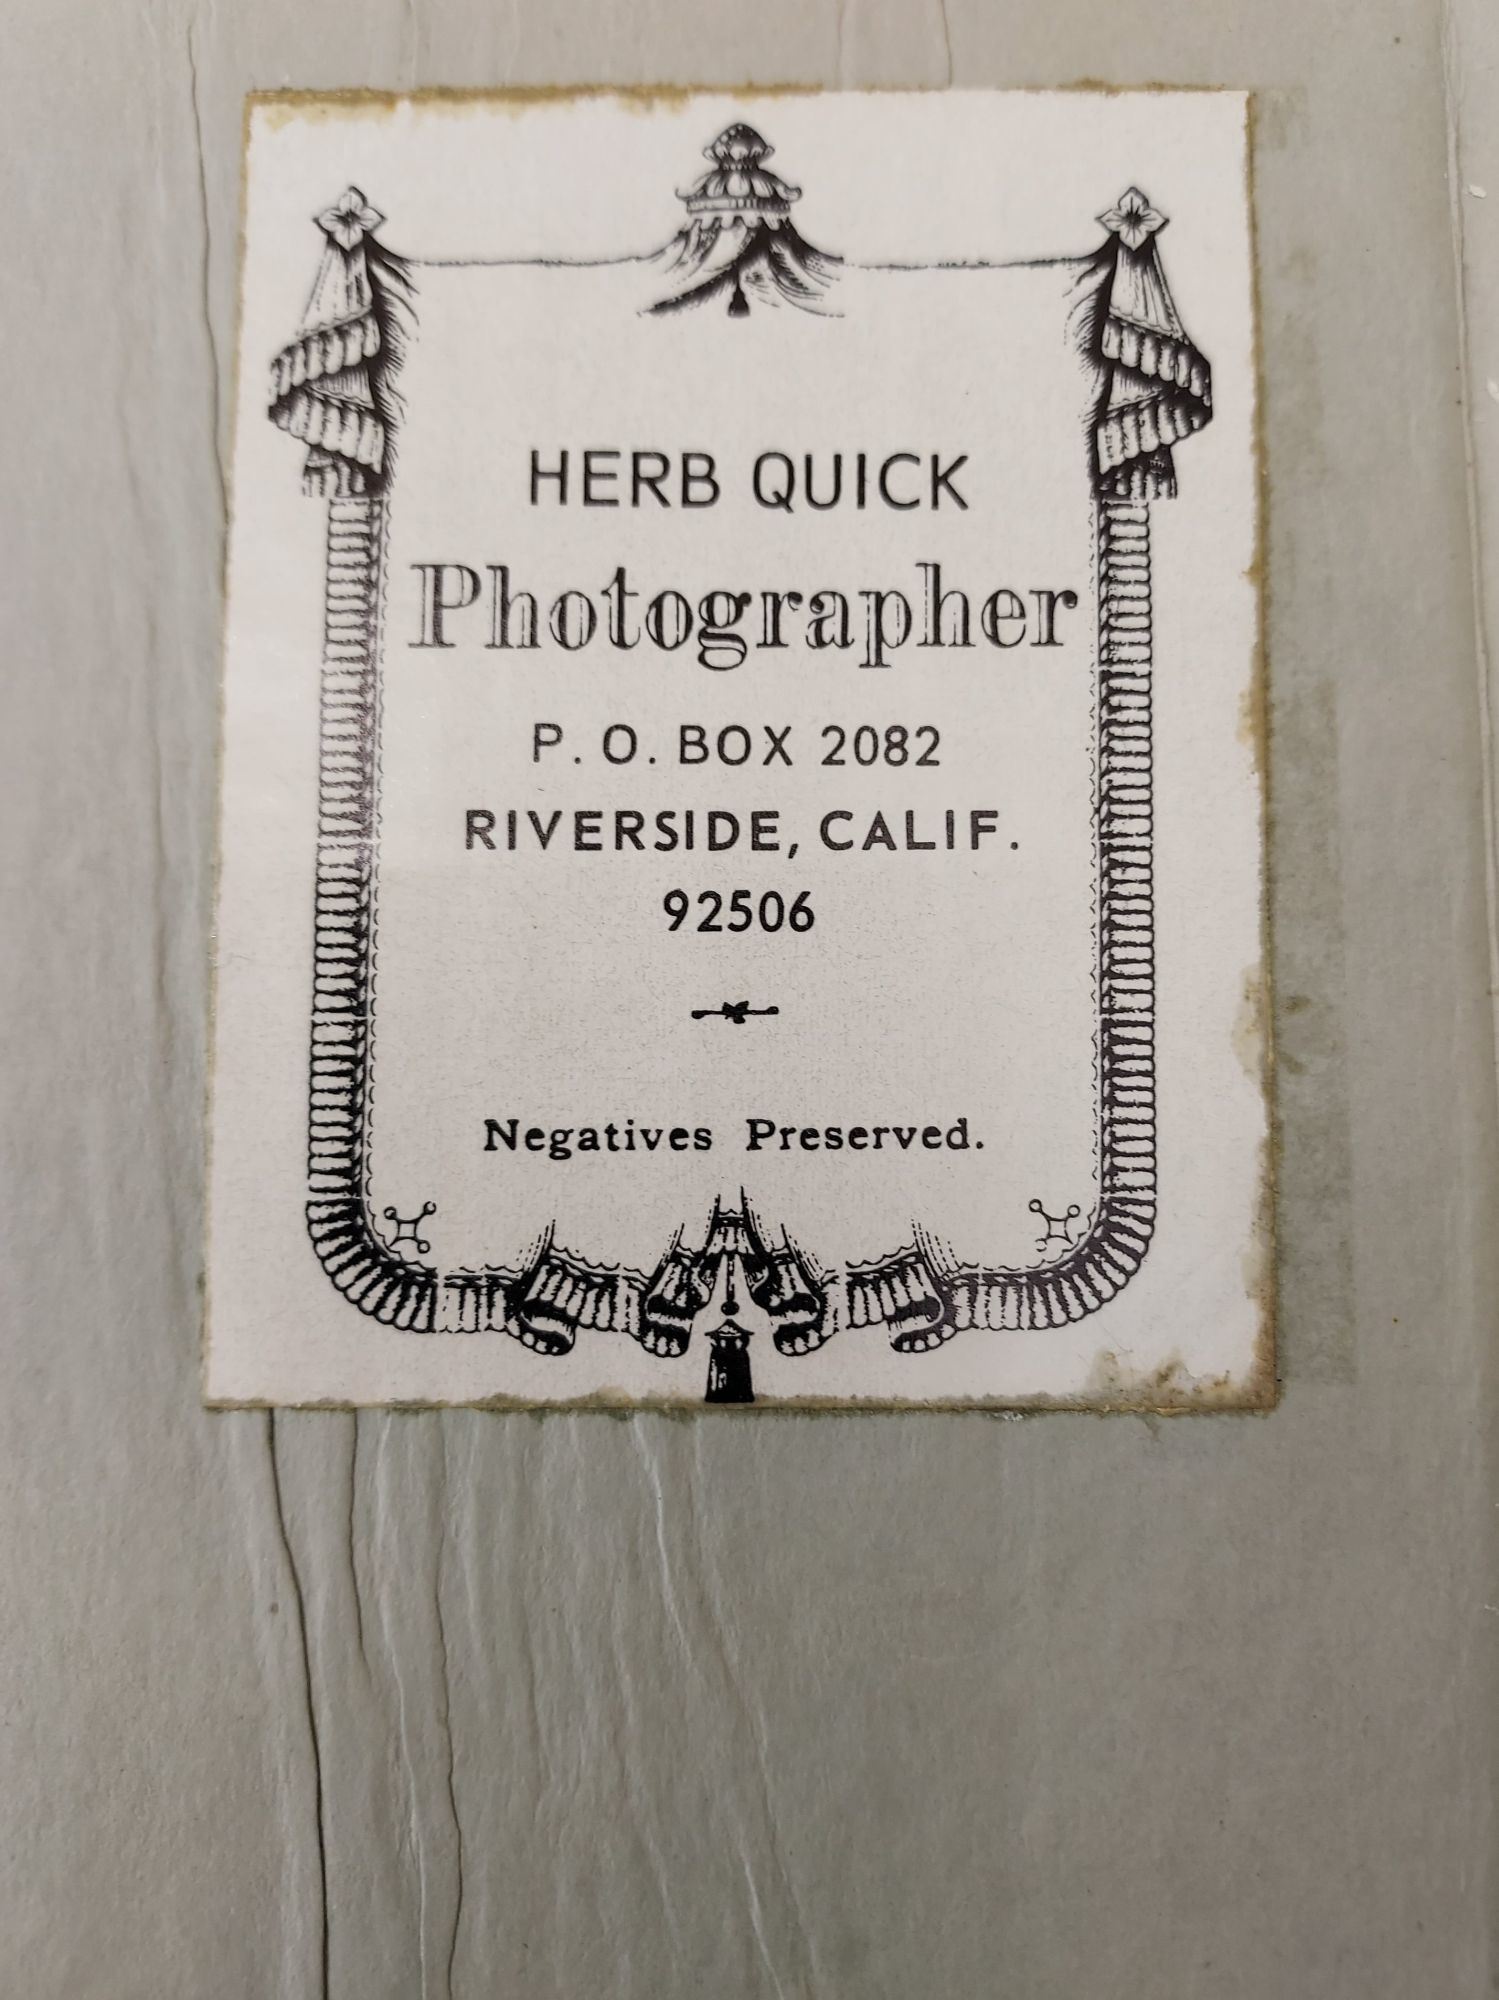 HERB QUICK
Photographer
P. O. BOX 2082
RIVERSIDE, CALIF.
92506
Negatives Preserved.